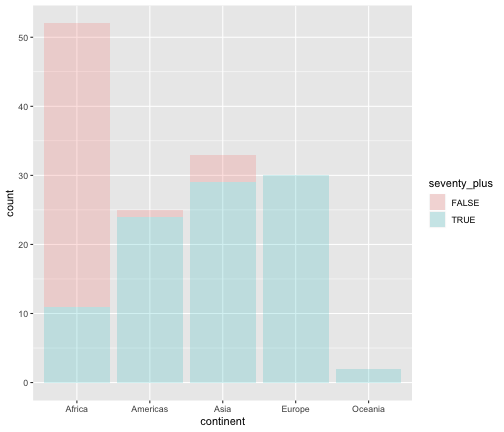 50
40
30
20
10
0
count
Africa Americas Asia Europe Oceania
continent
seventy_plus
FALSE
TRUE